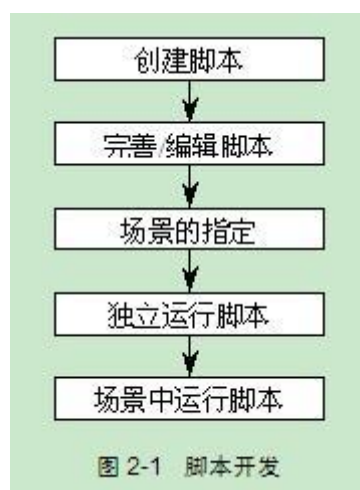 创建脚本
完善/编辑脚本
场景的指定
独立运行脚本
场景中运行脚本
图 2-1 脚本开发